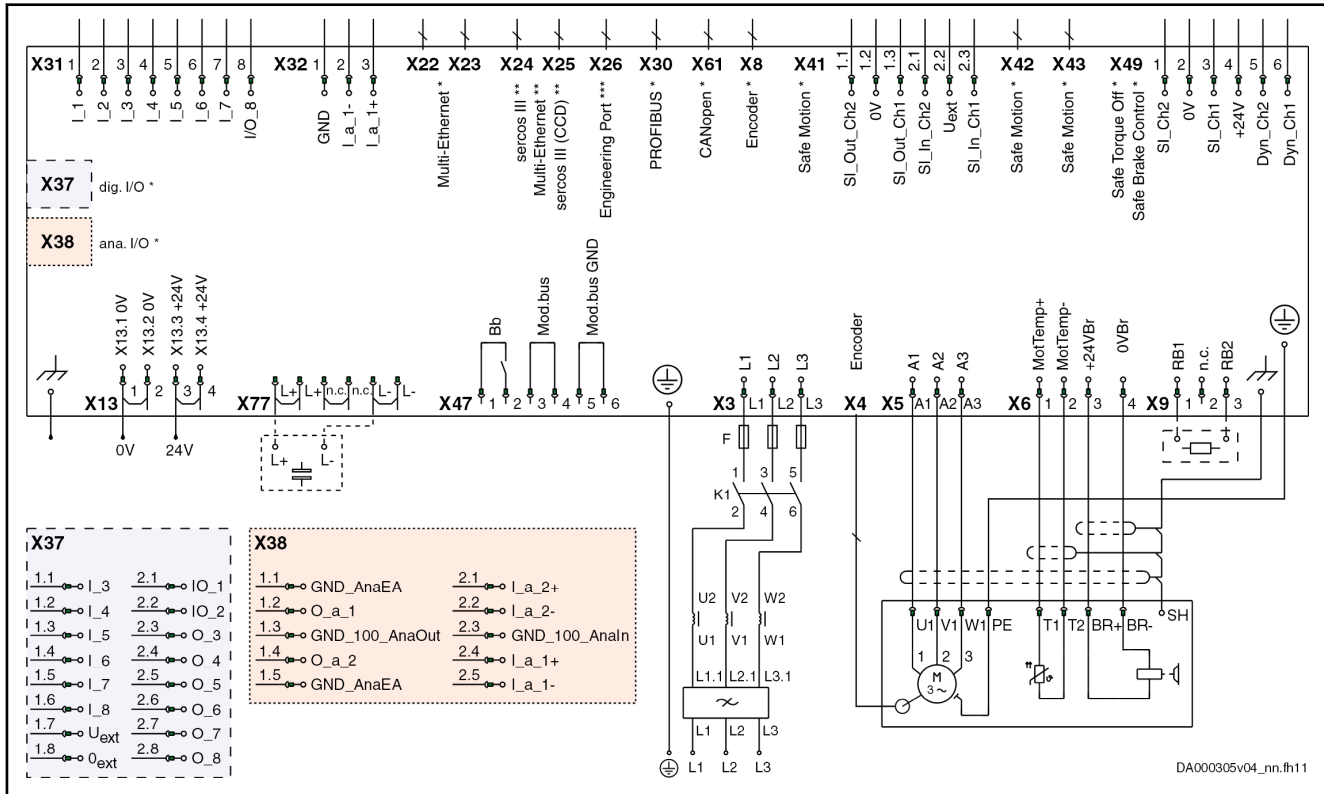 X31 1 2 3 4 5 6 7 8
I_1 I_2 I_3 I_4 I_5 I_6 I_7 I/O_8
X32 1 2 3
GND I_a_1- I_a_1+
X22 X23
Multi-Ethernet *
X24 X25
sercos III **
Multi-Ethernet **
sercos III (CCD) **
X26
Engineering Port ***
X30
PROFIBUS *
X61
CANopen *
X8
Encoder *
X41
Safe Motion *
1.1 1.2 1.3 2.1 2.2 2.3
SI_Out_Ch2 0V SI_Out_Ch1 SI_In_Ch2 Uext SI_In_Ch1
X42
Safe Motion *
X43
Safe Motion *
X49
Safe Torque Off *
Safe Brake Control *
1 2 3 4 5 6
SI_Ch2 0V SI_Ch1 +24V Dyn_Ch2 Dyn_Ch1
X37 dig. I/O *
X38 ana. I/O *
X13.1 0V
X13.2 0V
X13.3 +24V
X13.4 +24V
X13 1 2 3 4
0V 24V
X77 L+ L+ n.c. n.c. L- L-
L+ L-
Bb Mod.bus Mod.bus GND
X47 1 2 3 4 5 6
L1 L2 L3
X3 L1 L2 L3
F
1 3 5
K1
2 4 6
U2 V2 W2
U1 V1 W1
L1.1 L2.1 L3.1
L1 L2 L3
L1 L2 L3
Encoder
X4
A1 A2 A3
X5 A1 A2 A3
MotTemp+ MotTemp- +24VBr 0VBr
X6 1 2 3 4
RB1 n.c. RB2
X9 1 2 3
U1 V1 W1 PE T1 T2 BR+ BR- SH
1 2 3
M
3 ~
ϑ
X37
1.1 I_3 2.1 IO_1
1.2 I_4 2.2 IO_2
1.3 I_5 2.3 O_3
1.4 I_6 2.4 O_4
1.5 I_7 2.5 O_5
1.6 I_8 2.6 O_6
1.7 Uext 2.7 O_7
1.8 0ext 2.8 O_8
X38
1.1 GND_AnaEA 2.1 I_a_2+
1.2 O_a_1 2.2 I_a_2-
1.3 GND_100_AnaOut 2.3 GND_100_AnaIn
1.4 O_a_2 2.4 I_a_1+
1.5 GND_AnaEA 2.5 I_a_1-
DA000305v04_nn.fh11